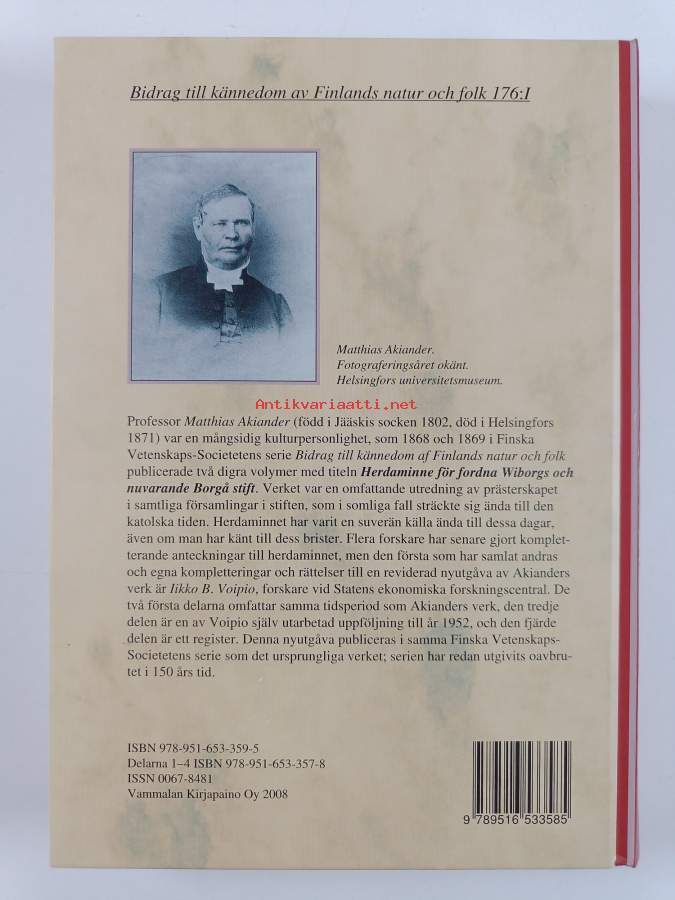 Bidrag till kännedom av Finlands natur och folk 176:I
Matthias Akiander.
Fotograferingsåret okänt.
Helsingfors universitetsmuseum.
Antikvariaatti.net
Professor Matthias Akiander (född i Jääskis socken 1802, död i Helsingfors
1871) var en mångsidig kulturpersonlighet, som 1868 och 1869 i Finska
Vetenskaps-Societetens serie Bidrag till kännedom af Finlands natur och folk
publicerade två digra volymer med titeln Herdaminne för fordna Wiborgs och
nuvarande Borgå stift. Verket var en omfattande utredning av prästerskapet
i samtliga församlingar i stiften, som i somliga fall sträckte sig ända till den
katolska tiden. Herdaminnet har varit en suverän källa ända till dessa dagar,
även om man har känt till dess brister. Flera forskare har senare gjort komplet-
terande anteckningar till herdaminnet, men den första som har samlat andras
och egna kompletteringar och rättelser till en reviderad nyutgåva av Akianders
verk är Iikko B. Voipio, forskare vid Statens ekonomiska forskningscentral. De
två första delarna omfattar samma tidsperiod som Akianders verk, den tredje
delen är en av Voipio själv utarbetad uppföljning till år 1952, och den fjärde
delen är ett register. Denna nyutgåva publiceras i samma Finska Vetenskaps-
Societetens serie som det ursprungliga verket; serien har redan utgivits oavbru-
tet i 150 års tid.
ISBN 978-951-653-359-5
Delarna 1–4 ISBN 978-951-653-357-8
ISSN 0067-8481
Vammalan Kirjapaino Oy 2008
9 789516 533585